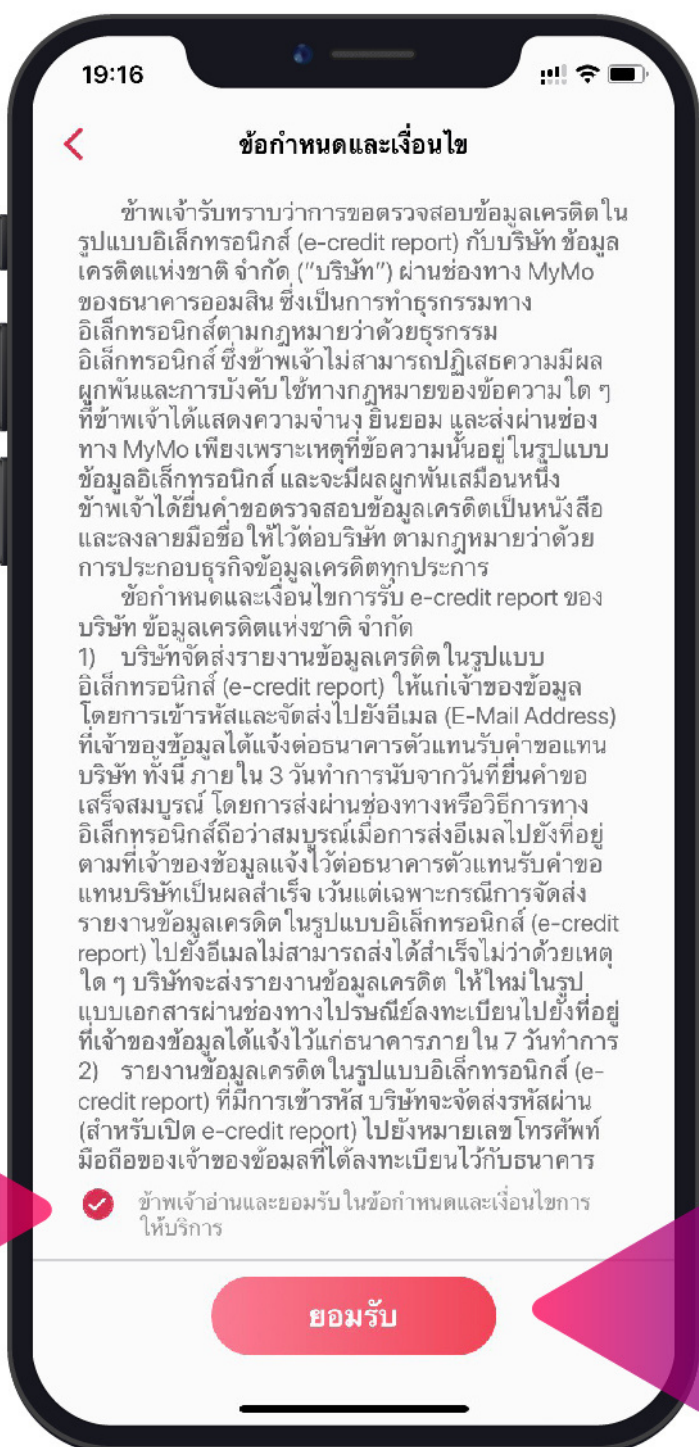 19:16
ข้อกำหนดและเงื่อนไข
ข้าพเจ้ารับทราบว่าการขอตรวจสอบข้อมูลเครดิตใน
รูปแบบอิเล็กทรอนิกส์ (e-credit report) กับบริษัท ข้อมูล
เครดิตแห่งชาติ จำกัด ("บริษัท") ผ่านช่องทาง MyMo
ของธนาคารออมสิน ซึ่งเป็นการทำธุรกรรมทาง
อิเล็กทรอนิกส์ตามกฎหมายว่าด้วยธุรกรรม
อิเล็กทรอนิกส์ ซึ่งข้าพเจ้าไม่สามารถปฏิเสธความมีผล
ผูกพันและการบังคับใช้ทางกฎหมายของข้อความใด ๆ
ที่ข้าพเจ้าได้แสดงความจำนง ยินยอม และส่งผ่านช่อง
ทาง MyMo เพียงเพราะเหตุที่ข้อความนั้นอยู่ในรูปแบบ
ข้อมูลอิเล็กทรอนิกส์ และจะมีผลผูกพันเสมือนหนึ่ง
ข้าพเจ้าได้ยื่นคำขอตรวจสอบข้อมูลเครดิตเป็นหนังสือ
และลงลายมือชื่อให้ไว้ต่อบริษัท ตามกฎหมายว่าด้วย
การประกอบธุรกิจข้อมูลเครดิตทุกประการ
ข้อกำหนดและเงื่อนไขการรับ e-credit report ของ
บริษัท ข้อมูลเครดิตแห่งชาติ จำกัด
1) บริษัทจัดส่งรายงานข้อมูลเครดิตในรูปแบบ
อิเล็กทรอนิกส์ (e-credit report) ให้แก่เจ้าของข้อมูล
โดยการเข้ารหัสและจัดส่งไปยังอีเมล (E-Mail Address)
ที่เจ้าของข้อมูลได้แจ้งต่อธนาคารตัวแทนรับคำขอแทน
บริษัท ทั้งนี้ ภายใน 3 วันทำการนับจากวันที่ยื่นคำขอ
เสร็จสมบูรณ์ โดยการส่งผ่านช่องทางหรือวิธีการทาง
อิเล็กทรอนิกส์ถือว่าสมบูรณ์เมื่อการส่งอีเมลไปยังที่อยู่
ตามที่เจ้าของข้อมูลแจ้งไว้ต่อธนาคารตัวแทนรับคำขอ
แทนบริษัทเป็นผลสำเร็จ เว้นแต่เฉพาะกรณีการจัดส่ง
รายงานข้อมูลเครดิตในรูปแบบอิเล็กทรอนิกส์ (e-credit
report) ไปยังอีเมลไม่สามารถส่งได้สำเร็จไม่ว่าด้วยเหตุ
ใด ๆ บริษัทจะส่งรายงานข้อมูลเครดิต ให้ใหม่ในรูป
แบบเอกสารผ่านช่องทางไปรษณีย์ลงทะเบียนไปยังที่อยู่
ที่เจ้าของข้อมูลได้แจ้งไว้แก่ธนาคารภายใน 7 วันทำการ
2) รายงานข้อมูลเครดิตในรูปแบบอิเล็กทรอนิกส์ (e-
credit report) ที่มีการเข้ารหัส บริษัทจะจัดส่งรหัสผ่าน
(สำหรับเปิด e-credit report) ไปยังหมายเลขโทรศัพท์
มือถือของเจ้าของข้อมูลที่ได้ลงทะเบียนไว้กับธนาคาร
ข้าพเจ้าอ่านและยอมรับในข้อกำหนดและเงื่อนไขการ
ให้บริการ
ยอมรับ